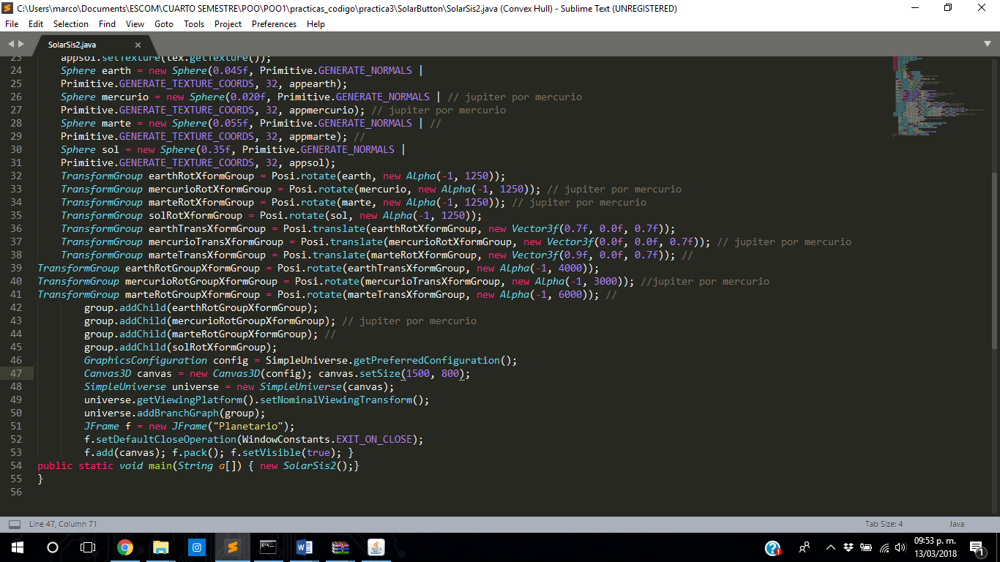 C:\Users\marco\Documents\ESCOM\CUARTO SEMESTRE\POO\POO1\practicas_codigo\practica3\SolarButton\SolarSis2.java (Convex Hull) - Sublime Text (UNREGISTERED)
File Edit Selection Find View Goto Tools Project Preferences Help
SolarSis2.java
23 appsol.setTexture(tex.getTexture());
24 Sphere earth = new Sphere(0.045f, Primitive.GENERATE_NORMALS |
25 Primitive.GENERATE_TEXTURE_COORDS, 32, appearth);
26 Sphere mercurio = new Sphere(0.020f, Primitive.GENERATE_NORMALS | // jupiter por mercurio
27 Primitive.GENERATE_TEXTURE_COORDS, 32, appmercurio); // jupiter por mercurio
28 Sphere marte = new Sphere(0.055f, Primitive.GENERATE_NORMALS | //
29 Primitive.GENERATE_TEXTURE_COORDS, 32, appmarte); //
30 Sphere sol = new Sphere(0.35f, Primitive.GENERATE_NORMALS |
31 Primitive.GENERATE_TEXTURE_COORDS, 32, appsol);
32 TransformGroup earthRotXformGroup = Posi.rotate(earth, new Alpha(-1, 1250));
33 TransformGroup mercurioRotXformGroup = Posi.rotate(mercurio, new Alpha(-1, 1250)); // jupiter por mercurio
34 TransformGroup marteRotXformGroup = Posi.rotate(marte, new Alpha(-1, 1250)); // jupiter por mercurio
35 TransformGroup solRotXformGroup = Posi.rotate(sol, new Alpha(-1, 1250));
36 TransformGroup earthTransXformGroup = Posi.translate(earthRotXformGroup, new Vector3f(0.7f, 0.0f, 0.7f));
37 TransformGroup mercurioTransXformGroup = Posi.translate(mercurioRotXformGroup, new Vector3f(0.0f, 0.0f, 0.7f)); // jupiter por mercurio
38 TransformGroup marteTransXformGroup = Posi.translate(marteRotXformGroup, new Vector3f(0.9f, 0.0f, 0.7f)); //
39 TransformGroup earthRotGroupXformGroup = Posi.rotate(earthTransXformGroup, new Alpha(-1, 4000));
40 TransformGroup mercurioRotGroupXformGroup = Posi.rotate(mercurioTransXformGroup, new Alpha(-1, 3000)); //jupiter por mercurio
41 TransformGroup marteRotGroupXformGroup = Posi.rotate(marteTransXformGroup, new Alpha(-1, 6000)); //
42 group.addChild(earthRotGroupXformGroup);
43 group.addChild(mercurioRotGroupXformGroup); // jupiter por mercurio
44 group.addChild(marteRotGroupXformGroup); //
45 group.addChild(solRotXformGroup);
46 GraphicsConfiguration config = SimpleUniverse.getPreferredConfiguration();
47 Canvas3D canvas = new Canvas3D(config); canvas.setSize(1500, 800);
48 SimpleUniverse universe = new SimpleUniverse(canvas);
49 universe.getViewingPlatform().setNominalViewingTransform();
50 universe.addBranchGraph(group);
51 JFrame f = new JFrame("Planetario");
52 f.setDefaultCloseOperation(WindowConstants.EXIT_ON_CLOSE);
53 f.add(canvas); f.pack(); f.setVisible(true); }
54 public static void main(String a[]) { new SolarSis2();}
55 }
56
Line 47, Column 71 Tab Size: 4 Java
09:53 p. m.
13/03/2018
1